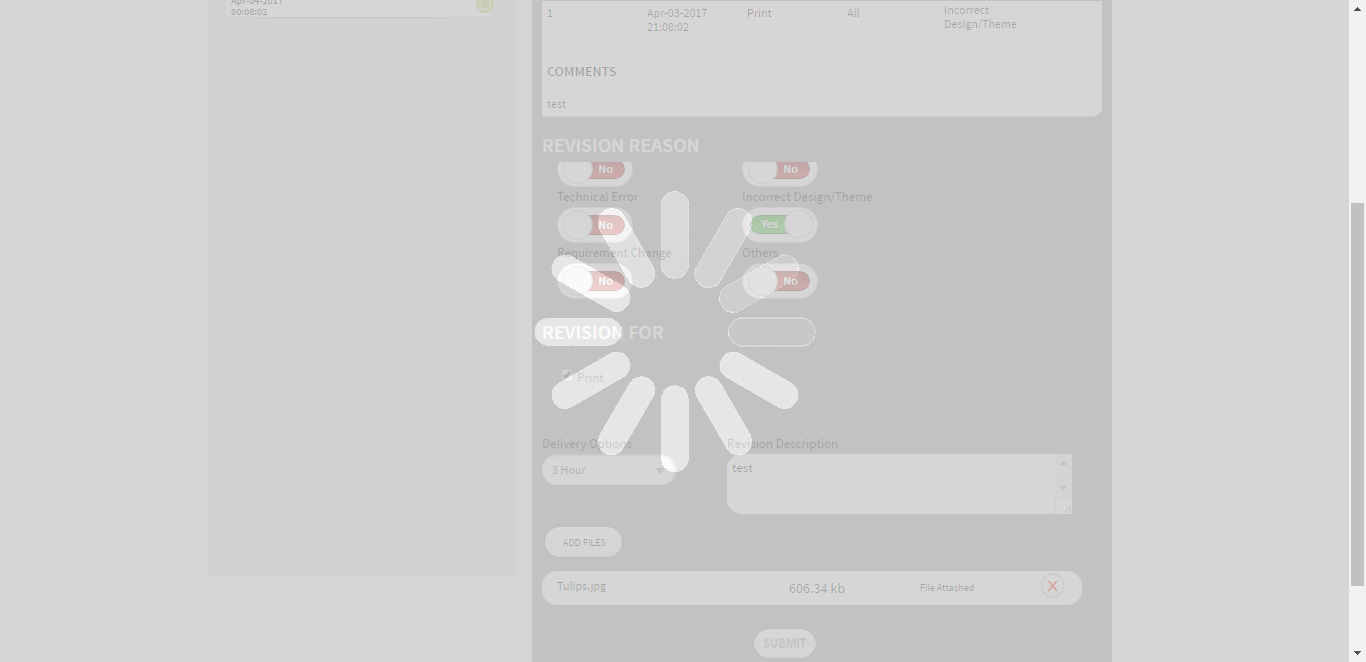 Apr-04-2017
00:08:02
1 Apr-03-2017 Print All Incorrect
21:08:02 Design/Theme
COMMENTS
test
REVISION REASON
No No
Technical Error Incorrect Design/Theme
No Yes
Requirement Change Others
No No
REVISION FOR
Print
Delivery Options Revision Description
3 Hour test
ADD FILES
Tulips.jpg 606.34 kb File Attached X
SUBMIT